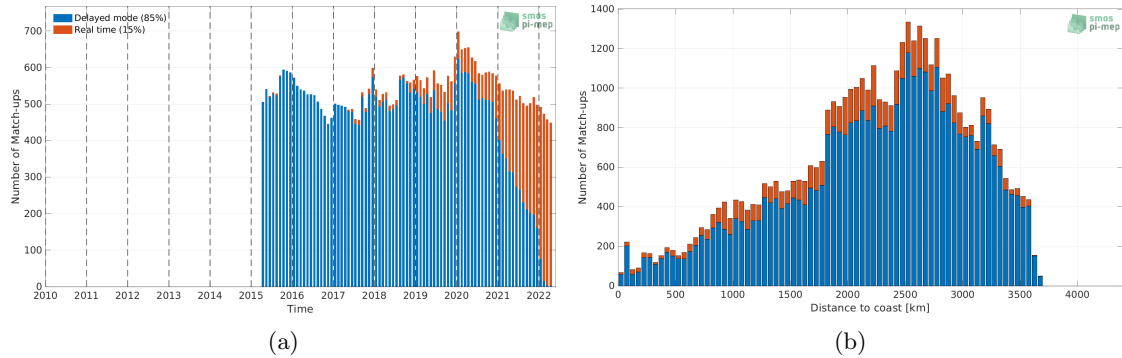 Delayed mode (85%)
Real time (15%)
smos
pi-mep
Number of Match-ups
700
600
500
400
300
200
100
0
2010 2011 2012 2013 2014 2015 2016 2017 2018 2019 2020 2021 2022
Time
(a)
smos
pi-mep
Number of Match-ups
1400
1200
1000
800
600
400
200
0
0 500 1000 1500 2000 2500 3000 3500 4000
Distance to coast [km]
(b)